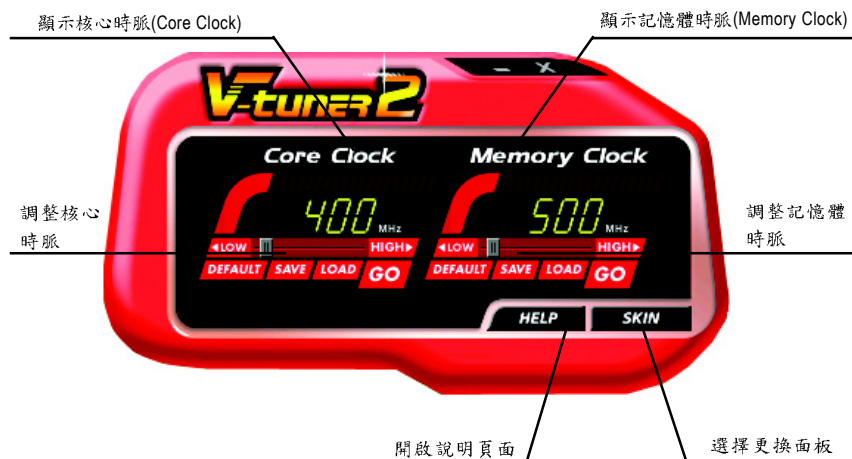 顯示核心時脈(Core Clock)
顯示記憶體時脈(Memory Clock)
V-tuner 2
Core Clock
Memory Clock
400 MHz
500 MHz
調整核心
時脈
調整記憶體
時脈
LOW HIGH
LOW HIGH
DEFAULT SAVE LOAD GO
DEFAULT SAVE LOAD GO
HELP SKIN
開啟說明頁面
選擇更換面板